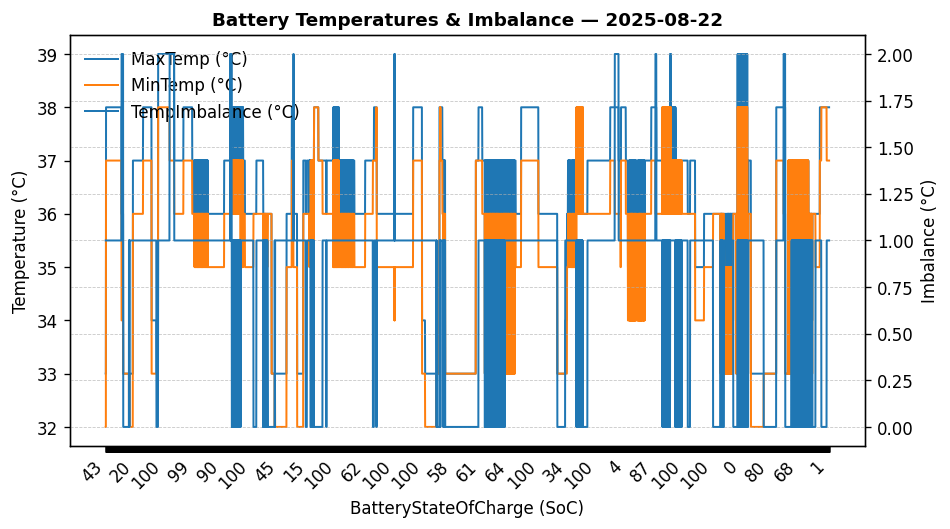 Battery Temperatures & Imbalance — 2025-08-22
MaxTemp (°C)
MinTemp (°C)
TempImbalance (°C)
Temperature (°C)
39
38
37
36
35
34
33
32
2.00
1.75
1.50
1.25
1.00
0.75
0.50
0.25
0.00
Imbalance (°C)
43 20 100 99 90 100 45 15 100 62 100 100 58 61 64 100 34 100 4 87 100 100 0 80 68 1
BatteryStateOfCharge (SoC)